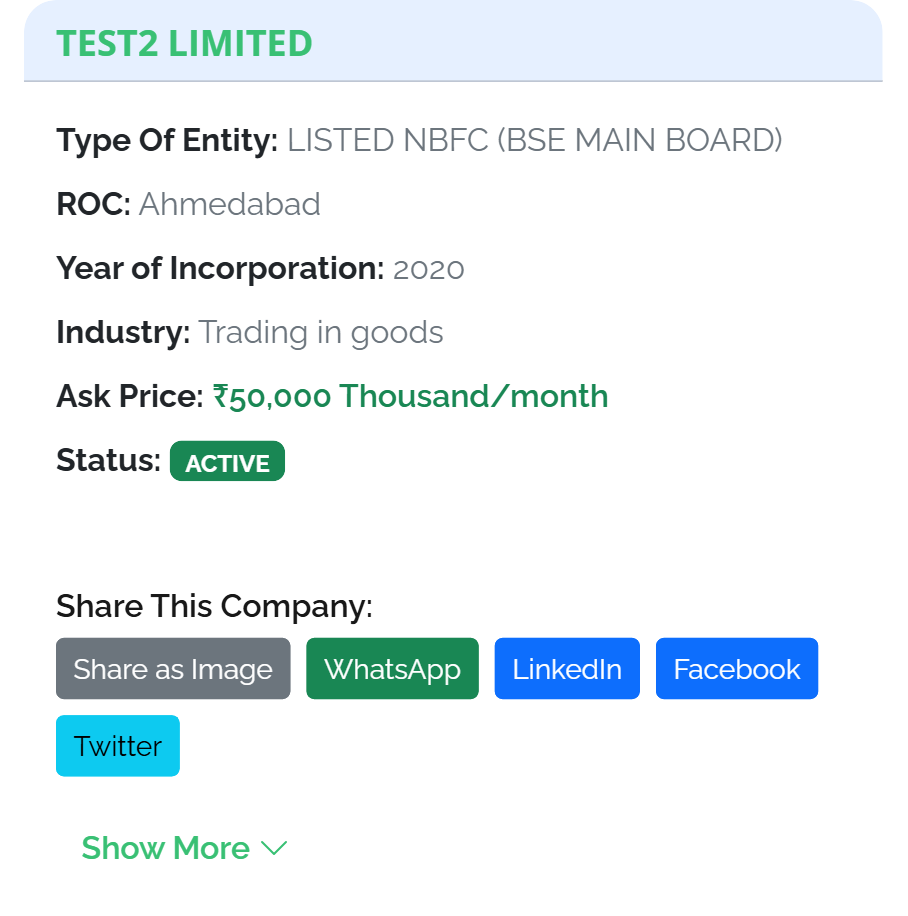 TEST2 LIMITED
Type Of Entity: LISTED NBFC (BSE MAIN BOARD)
ROC: Ahmedabad
Year of Incorporation: 2020
Industry: Trading in goods
Ask Price: ₹50,000 Thousand/month
Status: ACTIVE
Share This Company:
Share as Image WhatsApp LinkedIn Facebook
Twitter
Show More